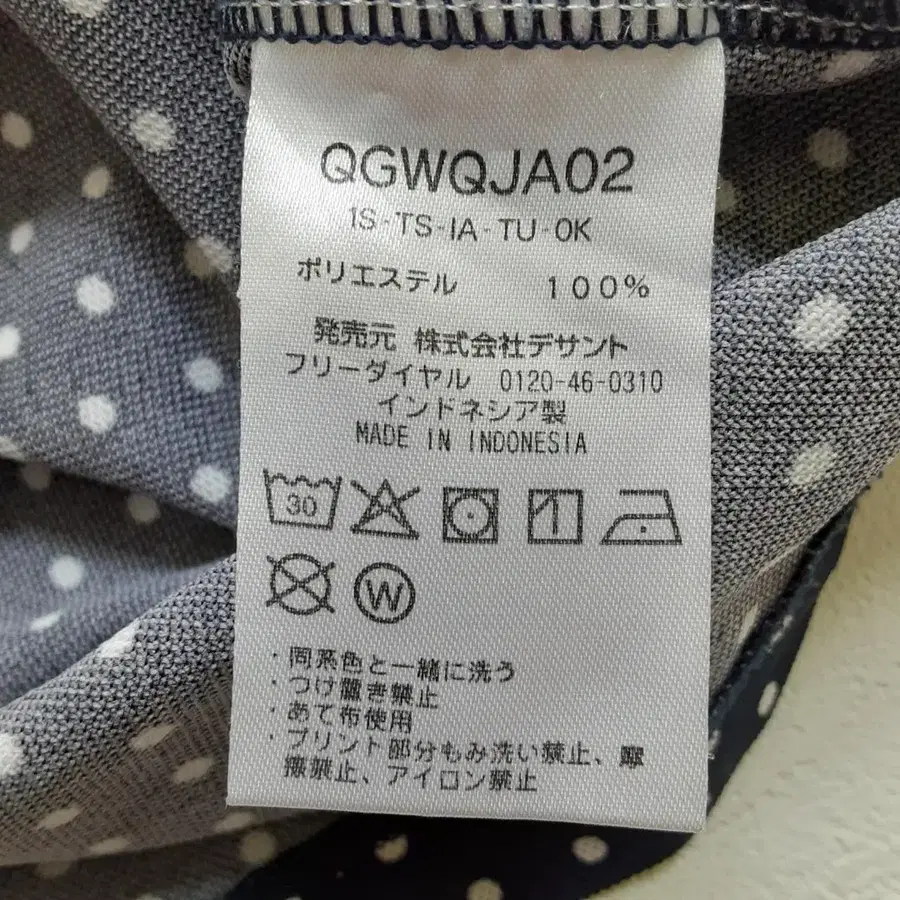 QGWQJA02
1S-TS-IA-TU-OK
ポリエステル 100%
発売元 株式会社デサント
フリーダイヤル 0120-46-0310
インドネシア製
MADE IN INDONESIA
30
W
・同系色と一緒に洗う
・つけ置き禁止
・あて布使用
・プリント部分もみ洗い禁止、摩
擦禁止、アイロン禁止